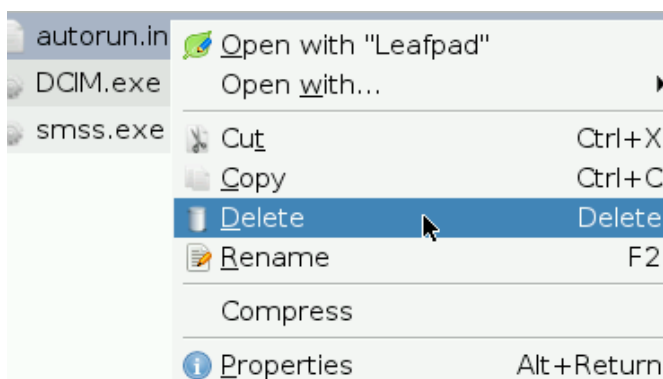 autorun.in
DCIM.exe
smss.exe
Open with "Leafpad"
Open with...
Cut Ctrl+X
Copy Ctrl+C
Delete Delete
Rename F2
Compress
Properties Alt+Return